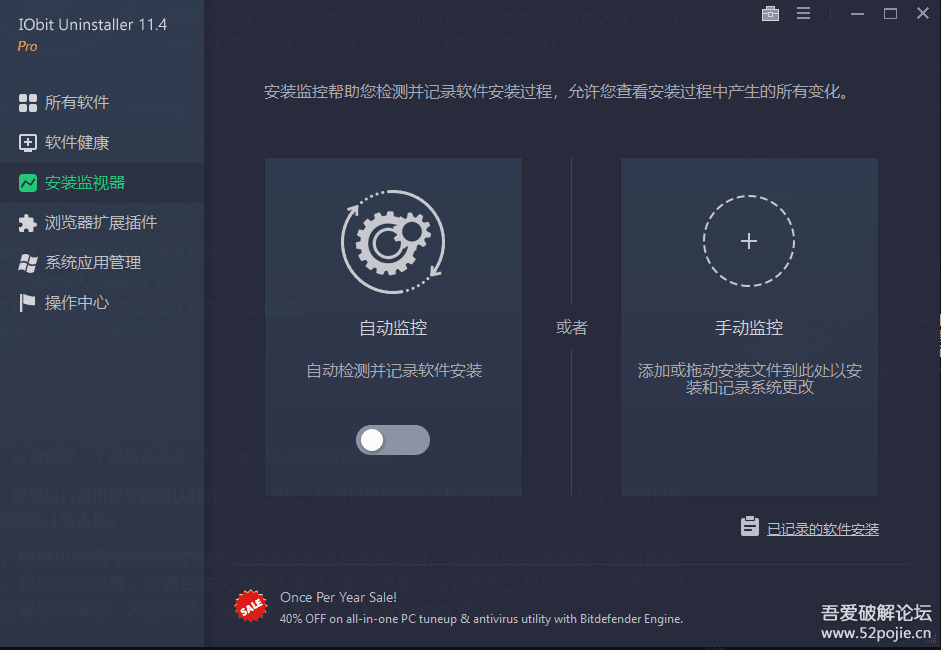 IObit Uninstaller 11.4
Pro
所有软件
软件健康
安装监视器
浏览器扩展插件
系统应用管理
操作中心
安装监控帮助您检测并记录软件安装过程，允许您查看安装过程中产生的所有变化。
自动监控
自动检测并记录软件安装
或者
手动监控
添加或拖动安装文件到此处以安
装和记录系统更改
已记录的软件安装
SALE
Once Per Year Sale!
40% OFF on all-in-one PC tuneup & antivirus utility with Bitdefender Engine.
吾爱破解论坛
www.52pojie.cn